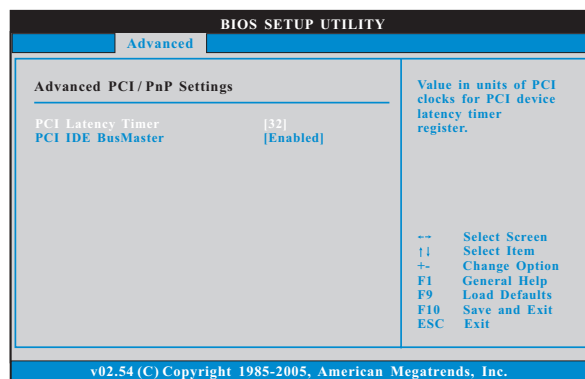 BIOS SETUP UTILITY
Advanced
Advanced PCI / PnP Settings
PCI Latency Timer [32]
PCI IDE BusMaster [Enabled]
Value in units of PCI
clocks for PCI device
latency timer
register.
←→ Select Screen
↑↓ Select Item
+- Change Option
F1 General Help
F9 Load Defaults
F10 Save and Exit
ESC Exit
v02.54 (C) Copyright 1985-2005, American Megatrends, Inc.